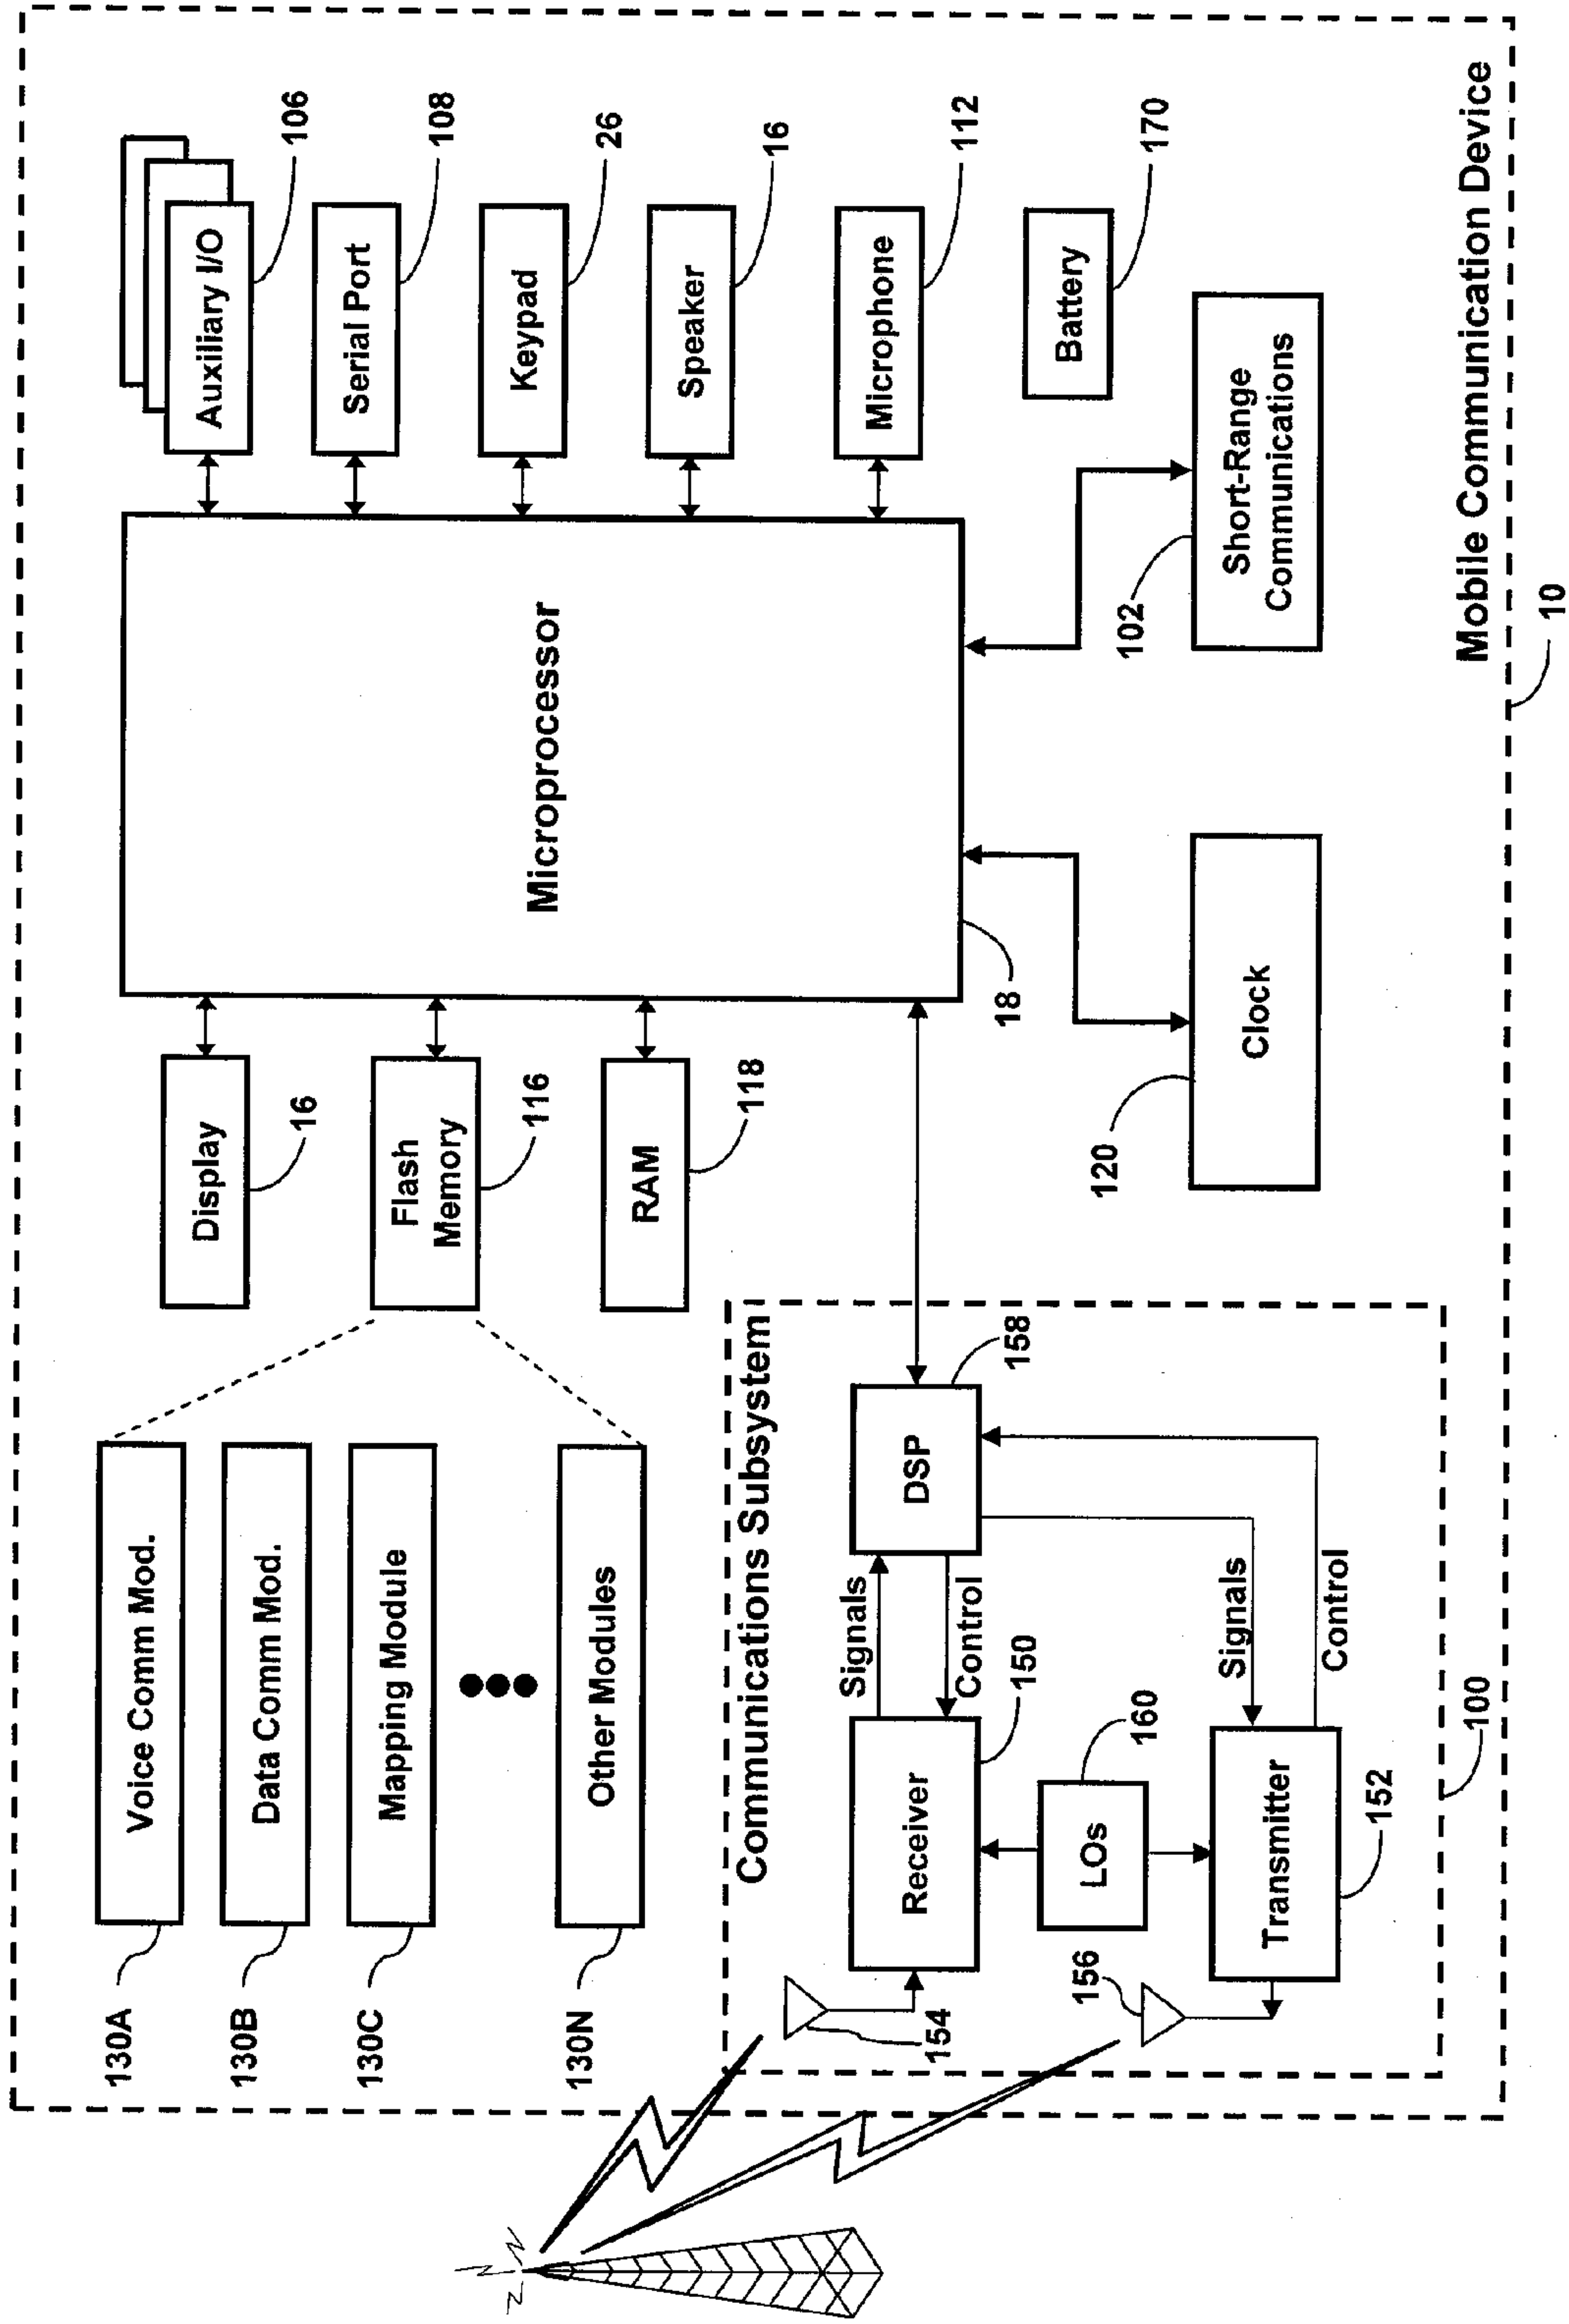 130A
Voice Comm Mod.
130B
Data Comm Mod.
130C
Mapping Module
130N
Other Modules
Display
16
Flash
Memory
116
RAM
118
Microprocessor
18
Auxiliary I/O
106
Serial Port
108
Keypad
26
Speaker
16
Microphone
112
Battery
170
Communications Subsystem
154
Receiver
150
Signals
Control
DSP
158
LOs
160
156
Transmitter
152
Signals
Control
100
120
Clock
102
Short-Range
Communications
Mobile Communication Device
10